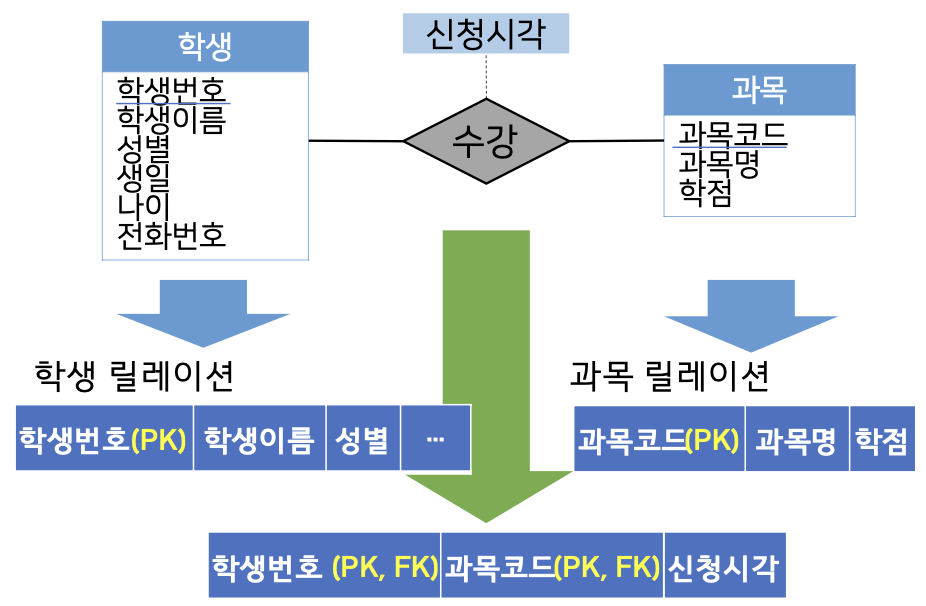 신청시각
학생
학생번호
학생이름
성별
생일
나이
전화번호
수강
과목
과목코드
과목명
학점
학생 릴레이션
학생번호(PK) 학생이름 성별 ...
과목 릴레이션
과목코드(PK) 과목명 학점
학생번호 (PK, FK) 과목코드(PK, FK) 신청시각